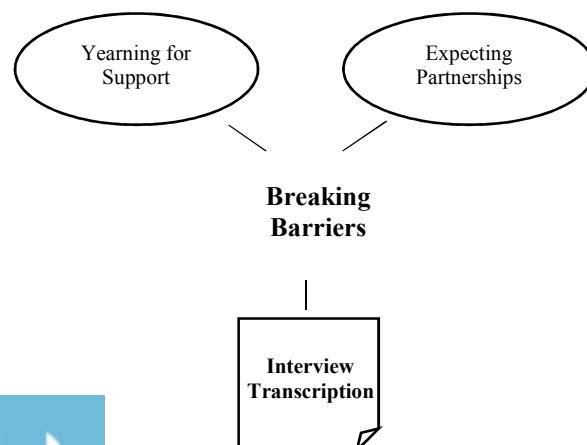 Yearning for
Support
Expecting
Partnerships
Breaking
Barriers
Interview
Transcription